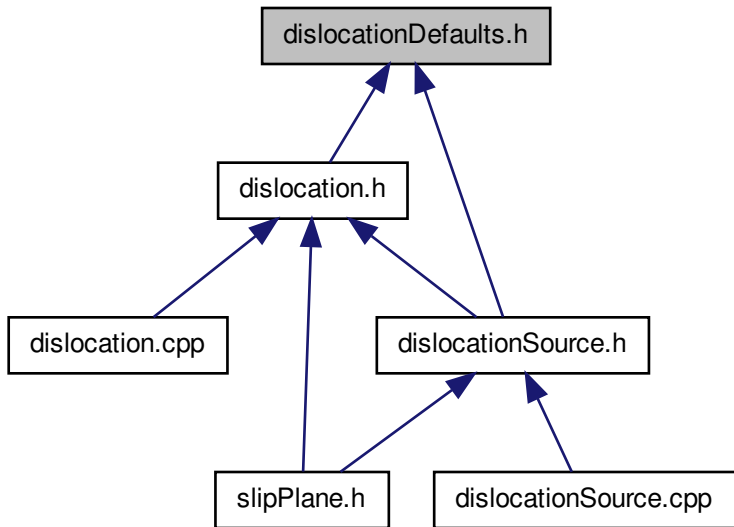 dislocationDefaults.h
dislocation.h
dislocation.cpp
dislocationSource.h
slipPlane.h
dislocationSource.cpp